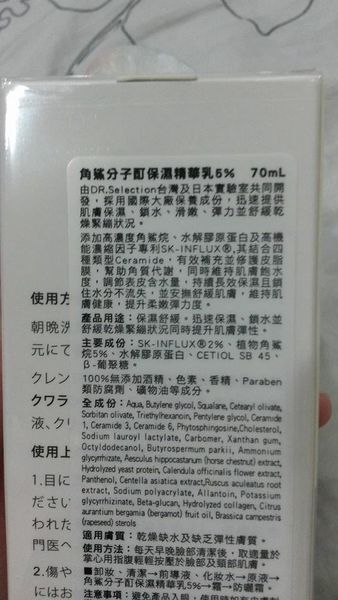 角鯊分子酊保濕精華乳5% 70mL
由DR.Selection台灣及日本實驗室共同開
發，採用國際大廠保養成份，迅速提供
肌膚保濕、鎖水、滑嫩、彈力並舒緩乾
燥緊繃狀況。
添加高濃度角鯊烷、水解膠原蛋白及高機
能濃縮因子專利SK-INFLUX®,其結合四
種類型Ceramide，有效補充並修護皮脂
膜，幫助角質代謝，同時維持肌膚飽水
度，調節表皮含水量，持續長效保濕且鎖
住水分不流失，並安撫舒緩肌膚，維持肌
膚健康，提升柔嫩彈力度。
產品用途：保濕舒緩。迅速保濕、鎖水並
舒緩乾燥緊繃狀況同時提升肌膚彈性。
主要成份：SK-INFLUX®2%、植物角鯊
烷5%、水解膠原蛋白、CETIOL SB 45、
β-葡聚糖。
100%無添加酒精、色素、香精、Paraben
類防腐劑、礦物油等成分。
全成份：Aqua, Butylene glycol, Squalane, Cetearyl olivate,
Sorbitan olivate, Triethylhexanoin, Pentylene glycol, Ceramide
1, Ceramide 3, Ceramide 6, Phytosphingosine,Cholesterol,
Sodium lauroyl lactylate, Carbomer, Xanthan gum,
Octyldodecanol, Butyrospermum parkii, Ammonium
glycyrrhizate, Aesculus hippocastanum (horse chestnut) extract,
Hydrolyzed yeast protein, Calendula officinalis flower extract,
Panthenol, Centella asiatica extract,Ruscus aculeatus root
extract, Sodium polyacrylate, Allantoin, Potassium
glycyrrhizinate, Beta-glucan, Hydrolyzed collagen, Citrus
aurantium bergamia (bergamot) fruit oil, Brassica campestris
(rapeseed) sterols
適用膚質：乾燥缺水及缺乏彈性膚質。
使用方法：每天早晚臉部清潔後，取適量於
掌心用指腹輕柔向上按壓於臉部及頸部肌膚。
■卸妝、清潔→前導液、化妝水→原液→
角鯊分子酊保濕精華乳5%→霜→防曬霜。
使用方
朝晩洗
元にて
クレン
クワラ
液、ク
使用上
1.目に
ださい
われた
門医へ
2.傷や
にはお